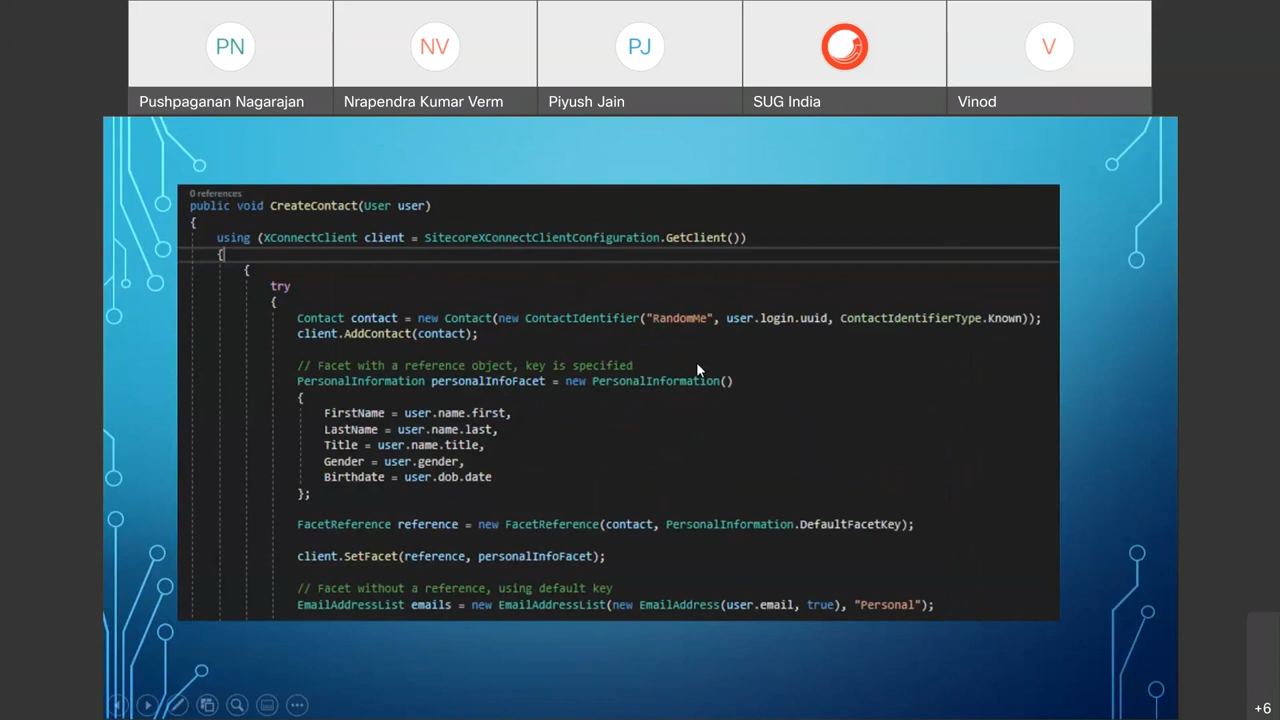 PN
NV
PJ
V
Pushpaganan Nagarajan
Nrapendra Kumar Verm
Piyush Jain
SUG India
Vinod
0 references
public void CreateContact(User user)
{
using (XConnectClient client = SitecoreXConnectClientConfiguration.GetClient())
{
{
try
{
Contact contact = new Contact(new ContactIdentifier("RandomMe", user.login.uuid, ContactIdentifierType.Known));
client.AddContact(contact);
// Facet with a reference object, key is specified
PersonalInformation personalInfoFacet = new PersonalInformation()
{
FirstName = user.name.first,
LastName = user.name.last,
Title = user.name.title,
Gender = user.gender,
Birthdate = user.dob.date
};
FacetReference reference = new FacetReference(contact, PersonalInformation.DefaultFacetKey);
client.SetFacet(reference, personalInfoFacet);
// Facet without a reference, using default key
EmailAddressList emails = new EmailAddressList(new EmailAddress(user.email, true), "Personal");
+6